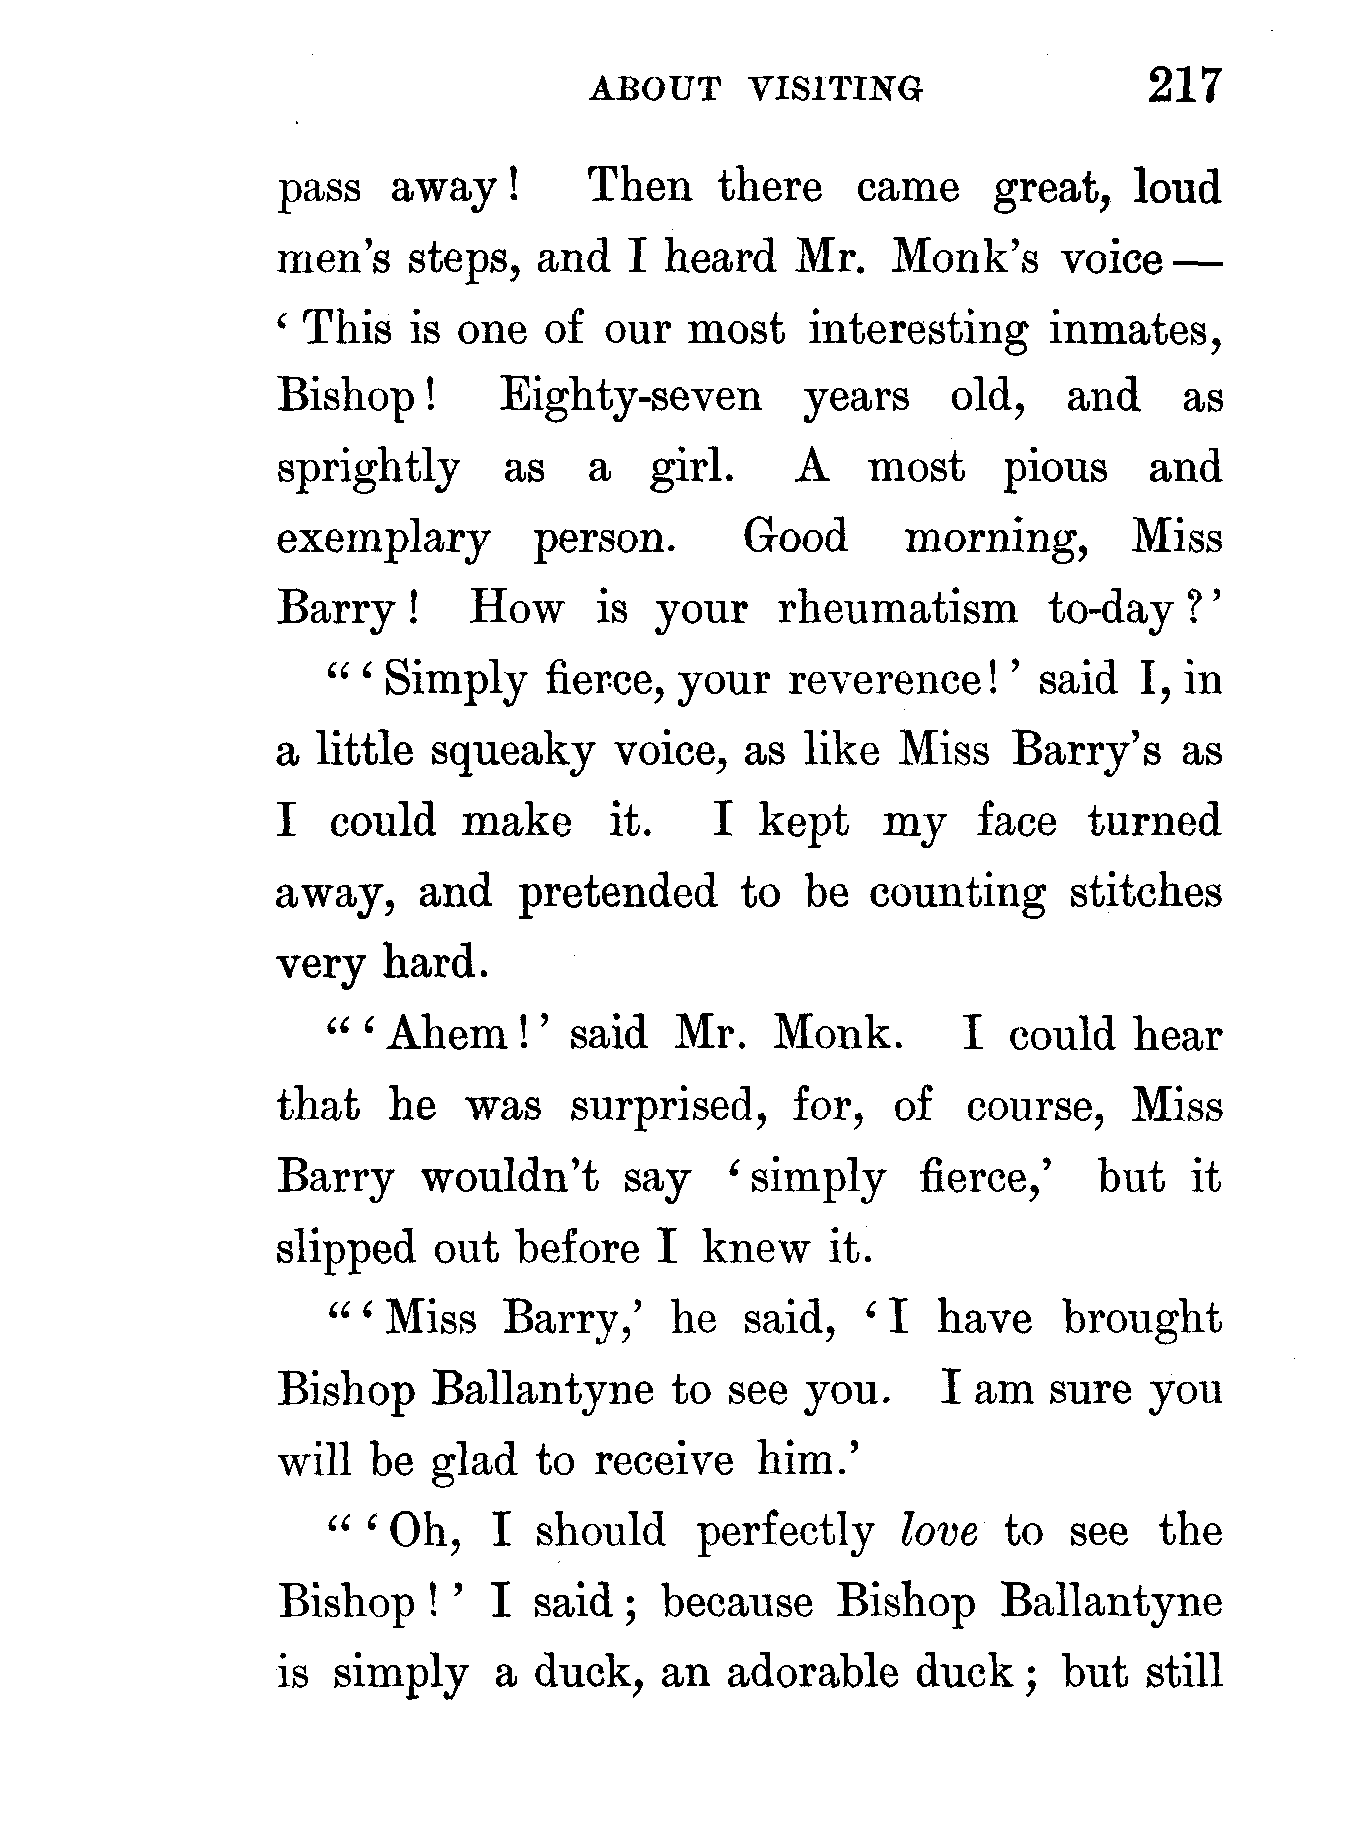 ABOUT VISITING 217
pass away! Then there came great, loud
men's steps, and I heard Mr. Monk's voice—
'This is one of our most interesting inmates,
Bishop! Eighty-seven years old, and as
sprightly as a girl. A most pious and
exemplary person. Good morning, Miss
Barry! How is your rheumatism to-day?'
"'Simply fierce, your reverence!' said I, in
a little squeaky voice, as like Miss Barry's as
I could make it. I kept my face turned
away, and pretended to be counting stitches
very hard.
"'Ahem!' said Mr. Monk. I could hear
that he was surprised, for, of course, Miss
Barry wouldn't say 'simply fierce,' but it
slipped out before I knew it.
"'Miss Barry,' he said, 'I have brought
Bishop Ballantyne to see you. I am sure you
will be glad to receive him.'
"'Oh, I should perfectly love to see the
Bishop!' I said; because Bishop Ballantyne
is simply a duck, an adorable duck; but still